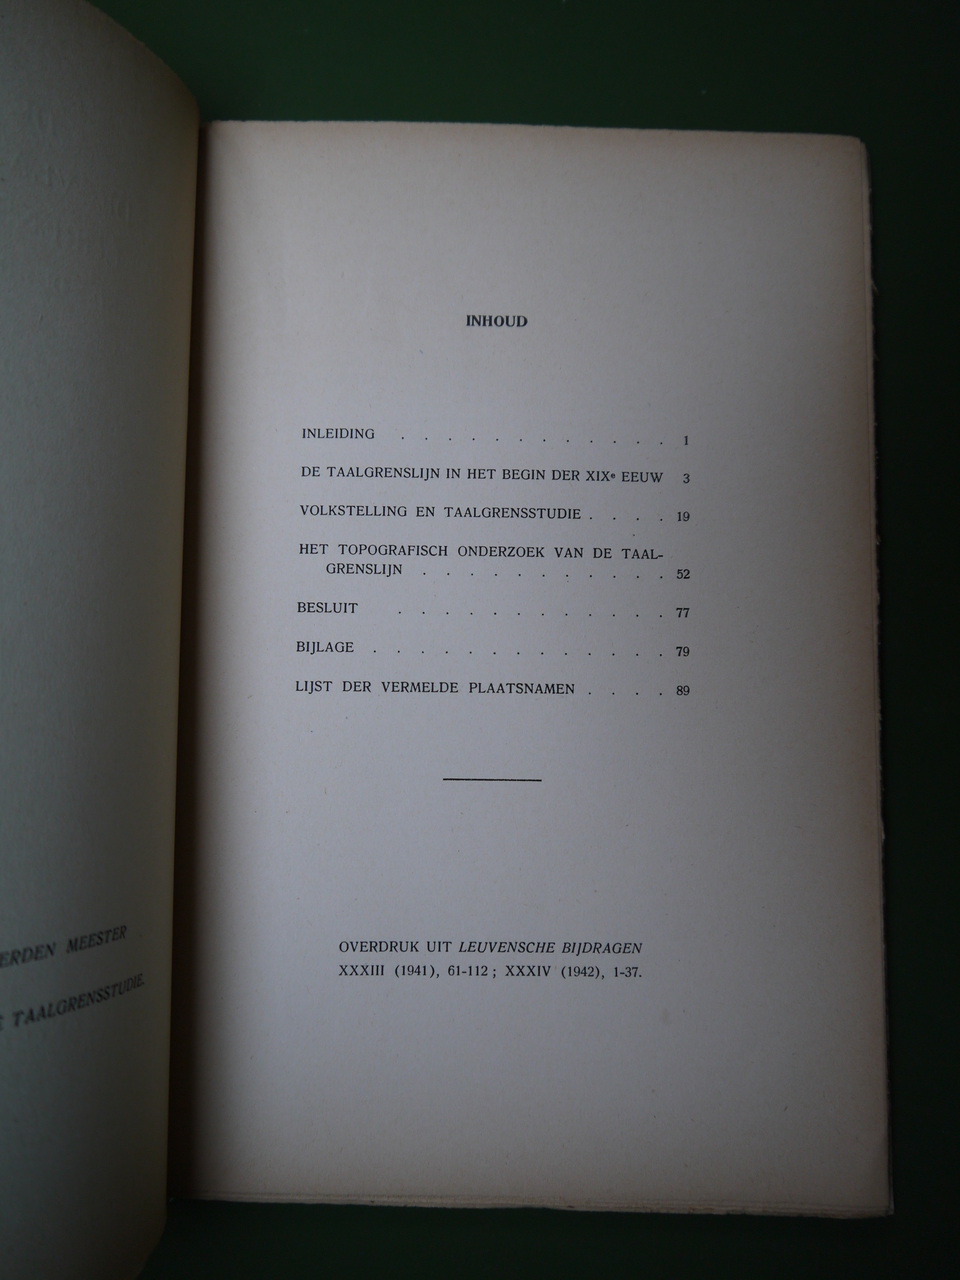 MEESTER
TAALGRENSSTUDIE.
INHOUD
INLEIDING . . . . . . . . . . . . 1
DE TAALGRENSLIJN IN HET BEGIN DER XIXe EEUW 3
VOLKSTELLING EN TAALGRENSSTUDIE . . . . 19
HET TOPOGRAFISCH ONDERZOEK VAN DE TAAL-
GRENSLIJN . . . . . . . . . . . 52
BESLUIT . . . . . . . . . . . . 77
BIJLAGE . . . . . . . . . . . . . 79
LIJST DER VERMELDE PLAATSNAMEN . . . . 89
OVERDRUK UIT LEUVENSCHE BIJDRAGEN
XXXIII (1941), 61-112 ; XXXIV (1942), 1-37.